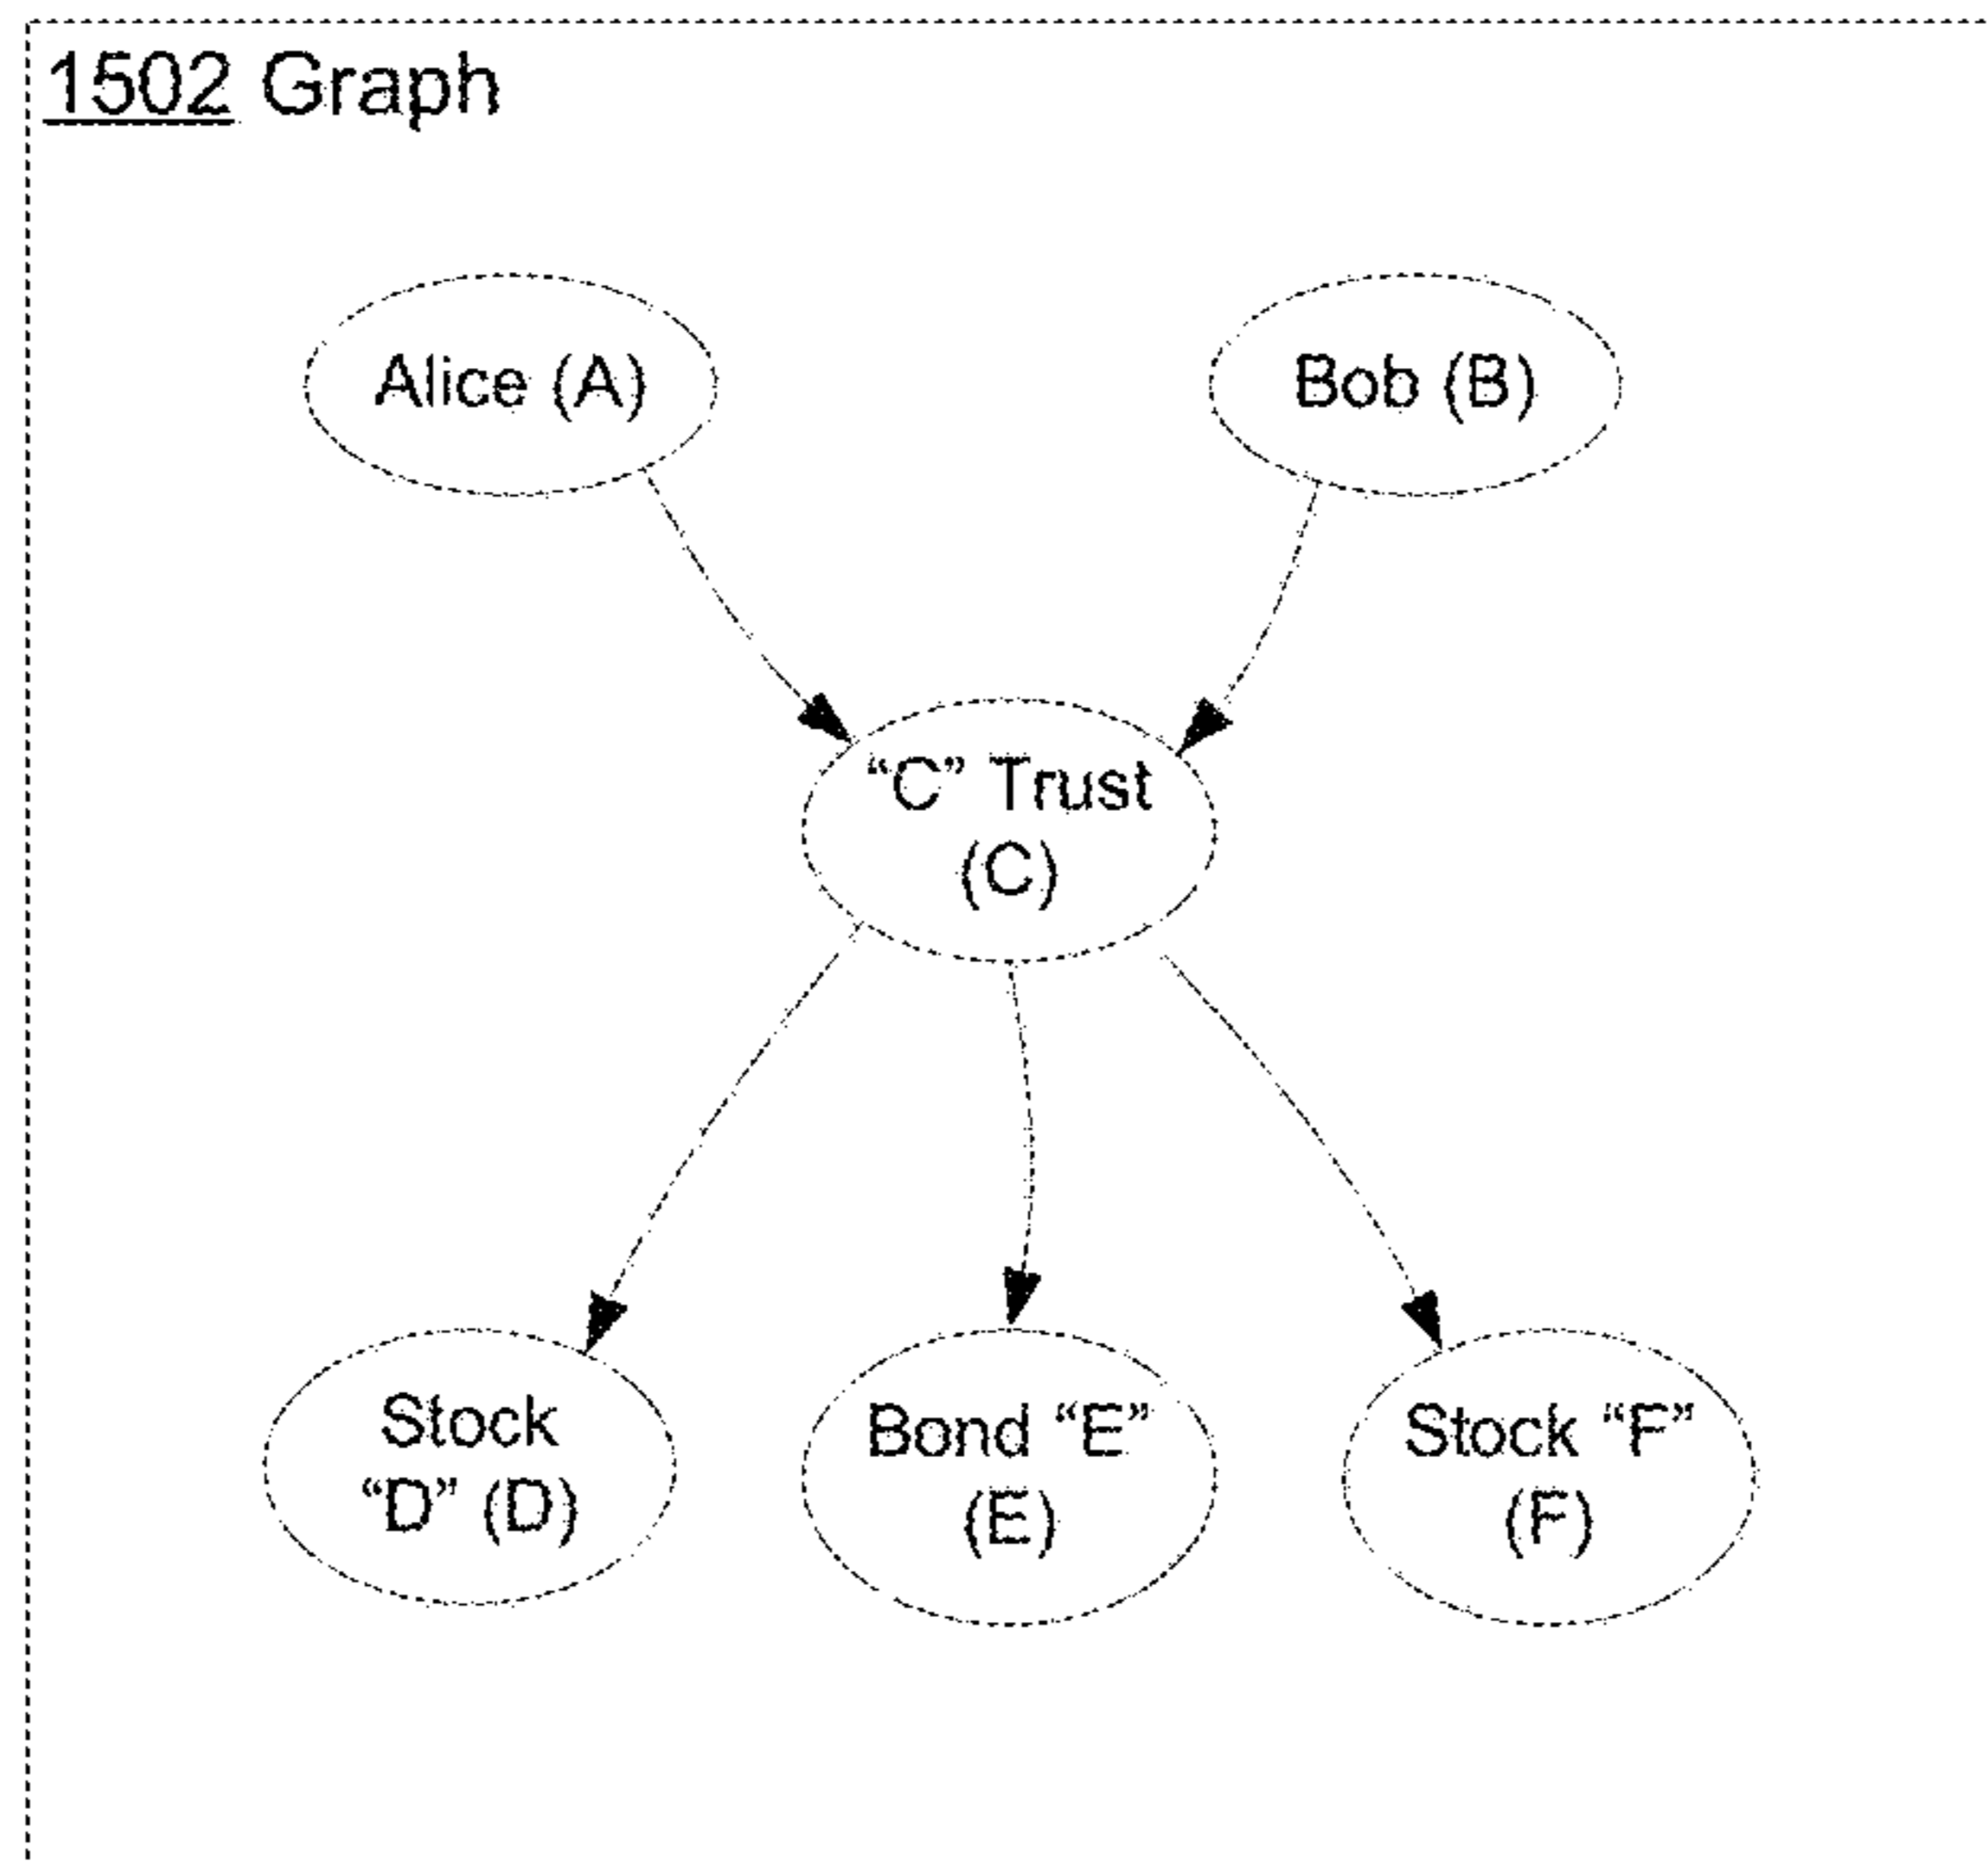 1502 Graph
Alice (A)
Bob (B)
“C” Trust
(C)
Stock
“D” (D)
Bond “E”
(E)
Stock “F”
(F)